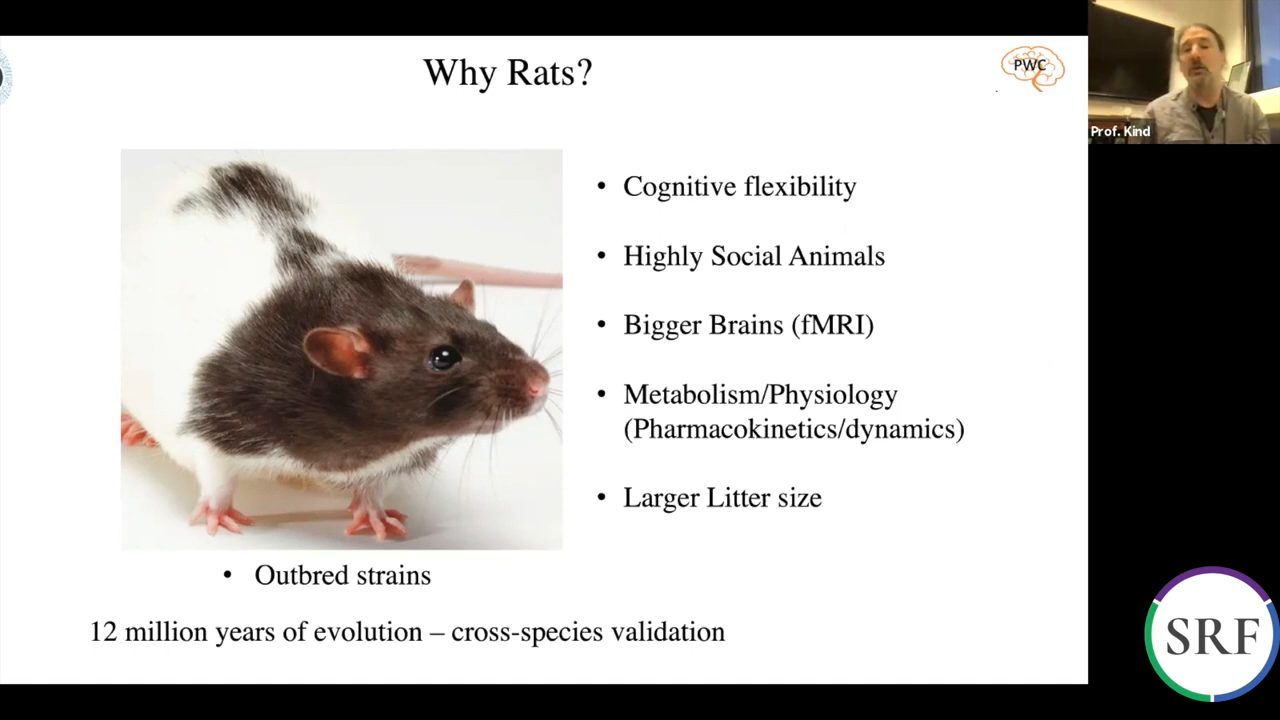 Why Rats?
PWC
Prof. Kind
• Cognitive flexibility
• Highly Social Animals
• Bigger Brains (fMRI)
• Metabolism/Physiology
(Pharmacokinetics/dynamics)
• Larger Litter size
• Outbred strains
12 million years of evolution – cross-species validation
SRF